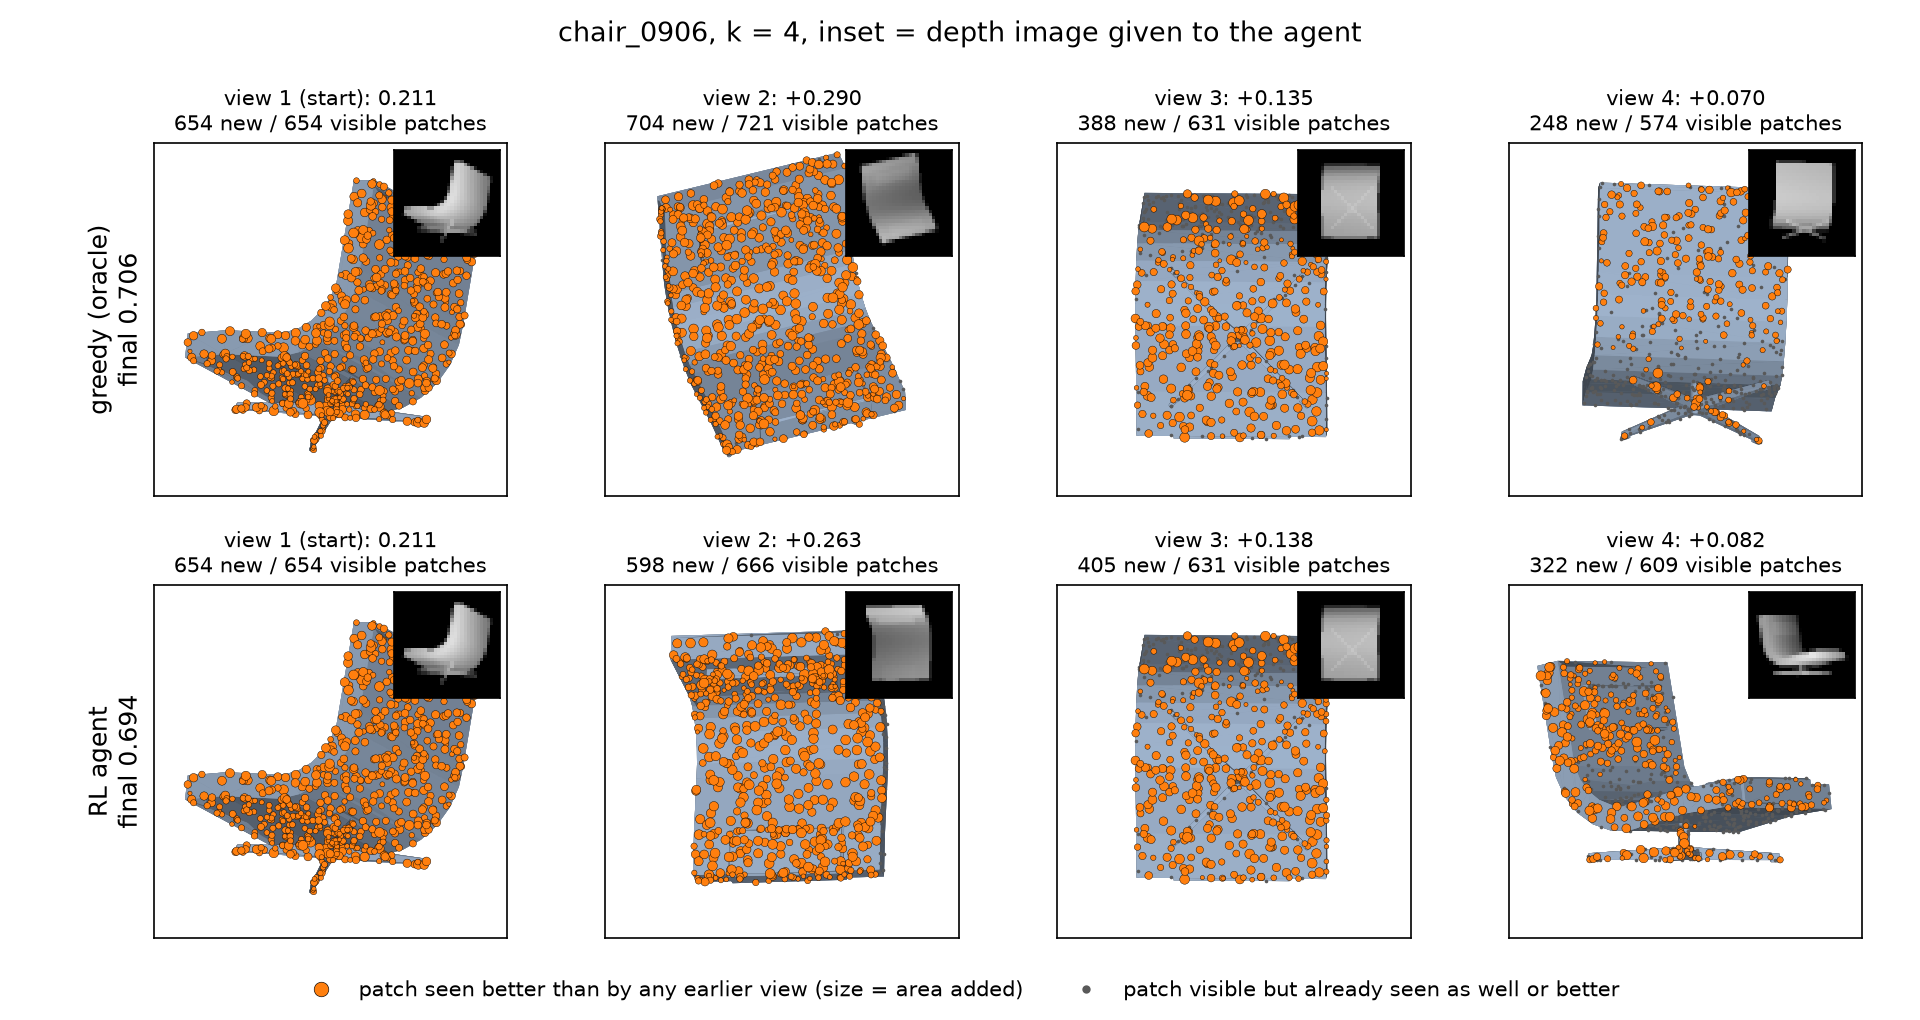 chair_0906, k = 4, inset = depth image given to the agent
view 1 (start): 0.211
654 new / 654 visible patches
view 2: +0.290
704 new / 721 visible patches
view 3: +0.135
388 new / 631 visible patches
view 4: +0.070
248 new / 574 visible patches
greedy (oracle)
final 0.706
view 1 (start): 0.211
654 new / 654 visible patches
view 2: +0.263
598 new / 666 visible patches
view 3: +0.138
405 new / 631 visible patches
view 4: +0.082
322 new / 609 visible patches
RL agent
final 0.694
patch seen better than by any earlier view (size = area added)
patch visible but already seen as well or better